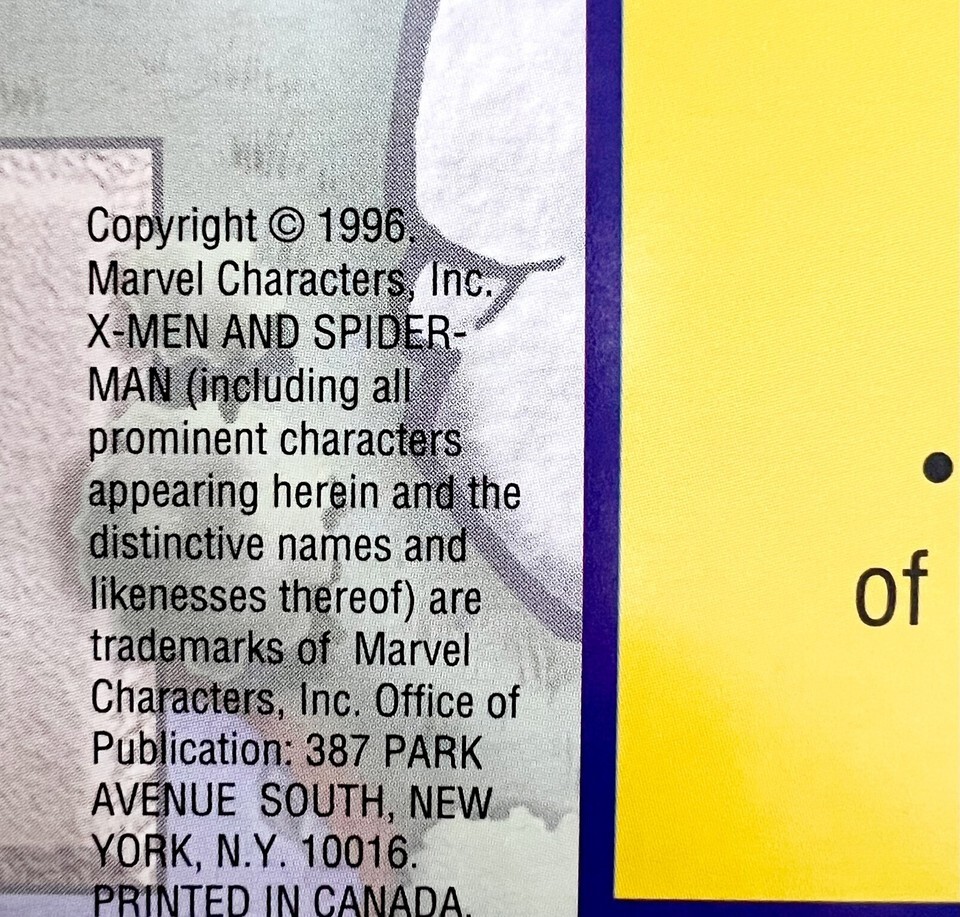 Copyright © 1996.
Marvel Characters, Inc.
X-MEN AND SPIDER-
MAN (including all
prominent characters
appearing herein and the
distinctive names and
likenesses thereof) are
trademarks of Marvel
Characters, Inc. Office of
Publication: 387 PARK
AVENUE SOUTH, NEW
YORK, N.Y. 10016.
PRINTED IN CANADA.
•
of